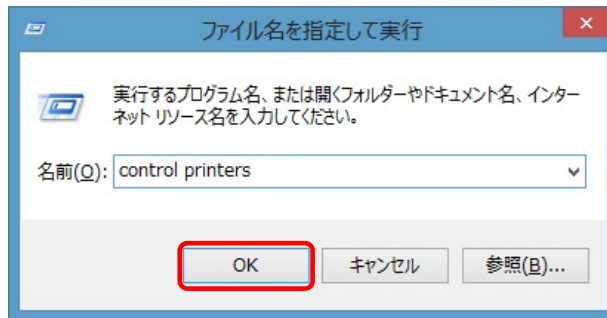 ファイル名を指定して実行
実行するプログラム名、または開くフォルダーやドキュメント名、インター
ネット リソース名を入力してください。
名前(O): control printers
OK キャンセル 参照(B)...